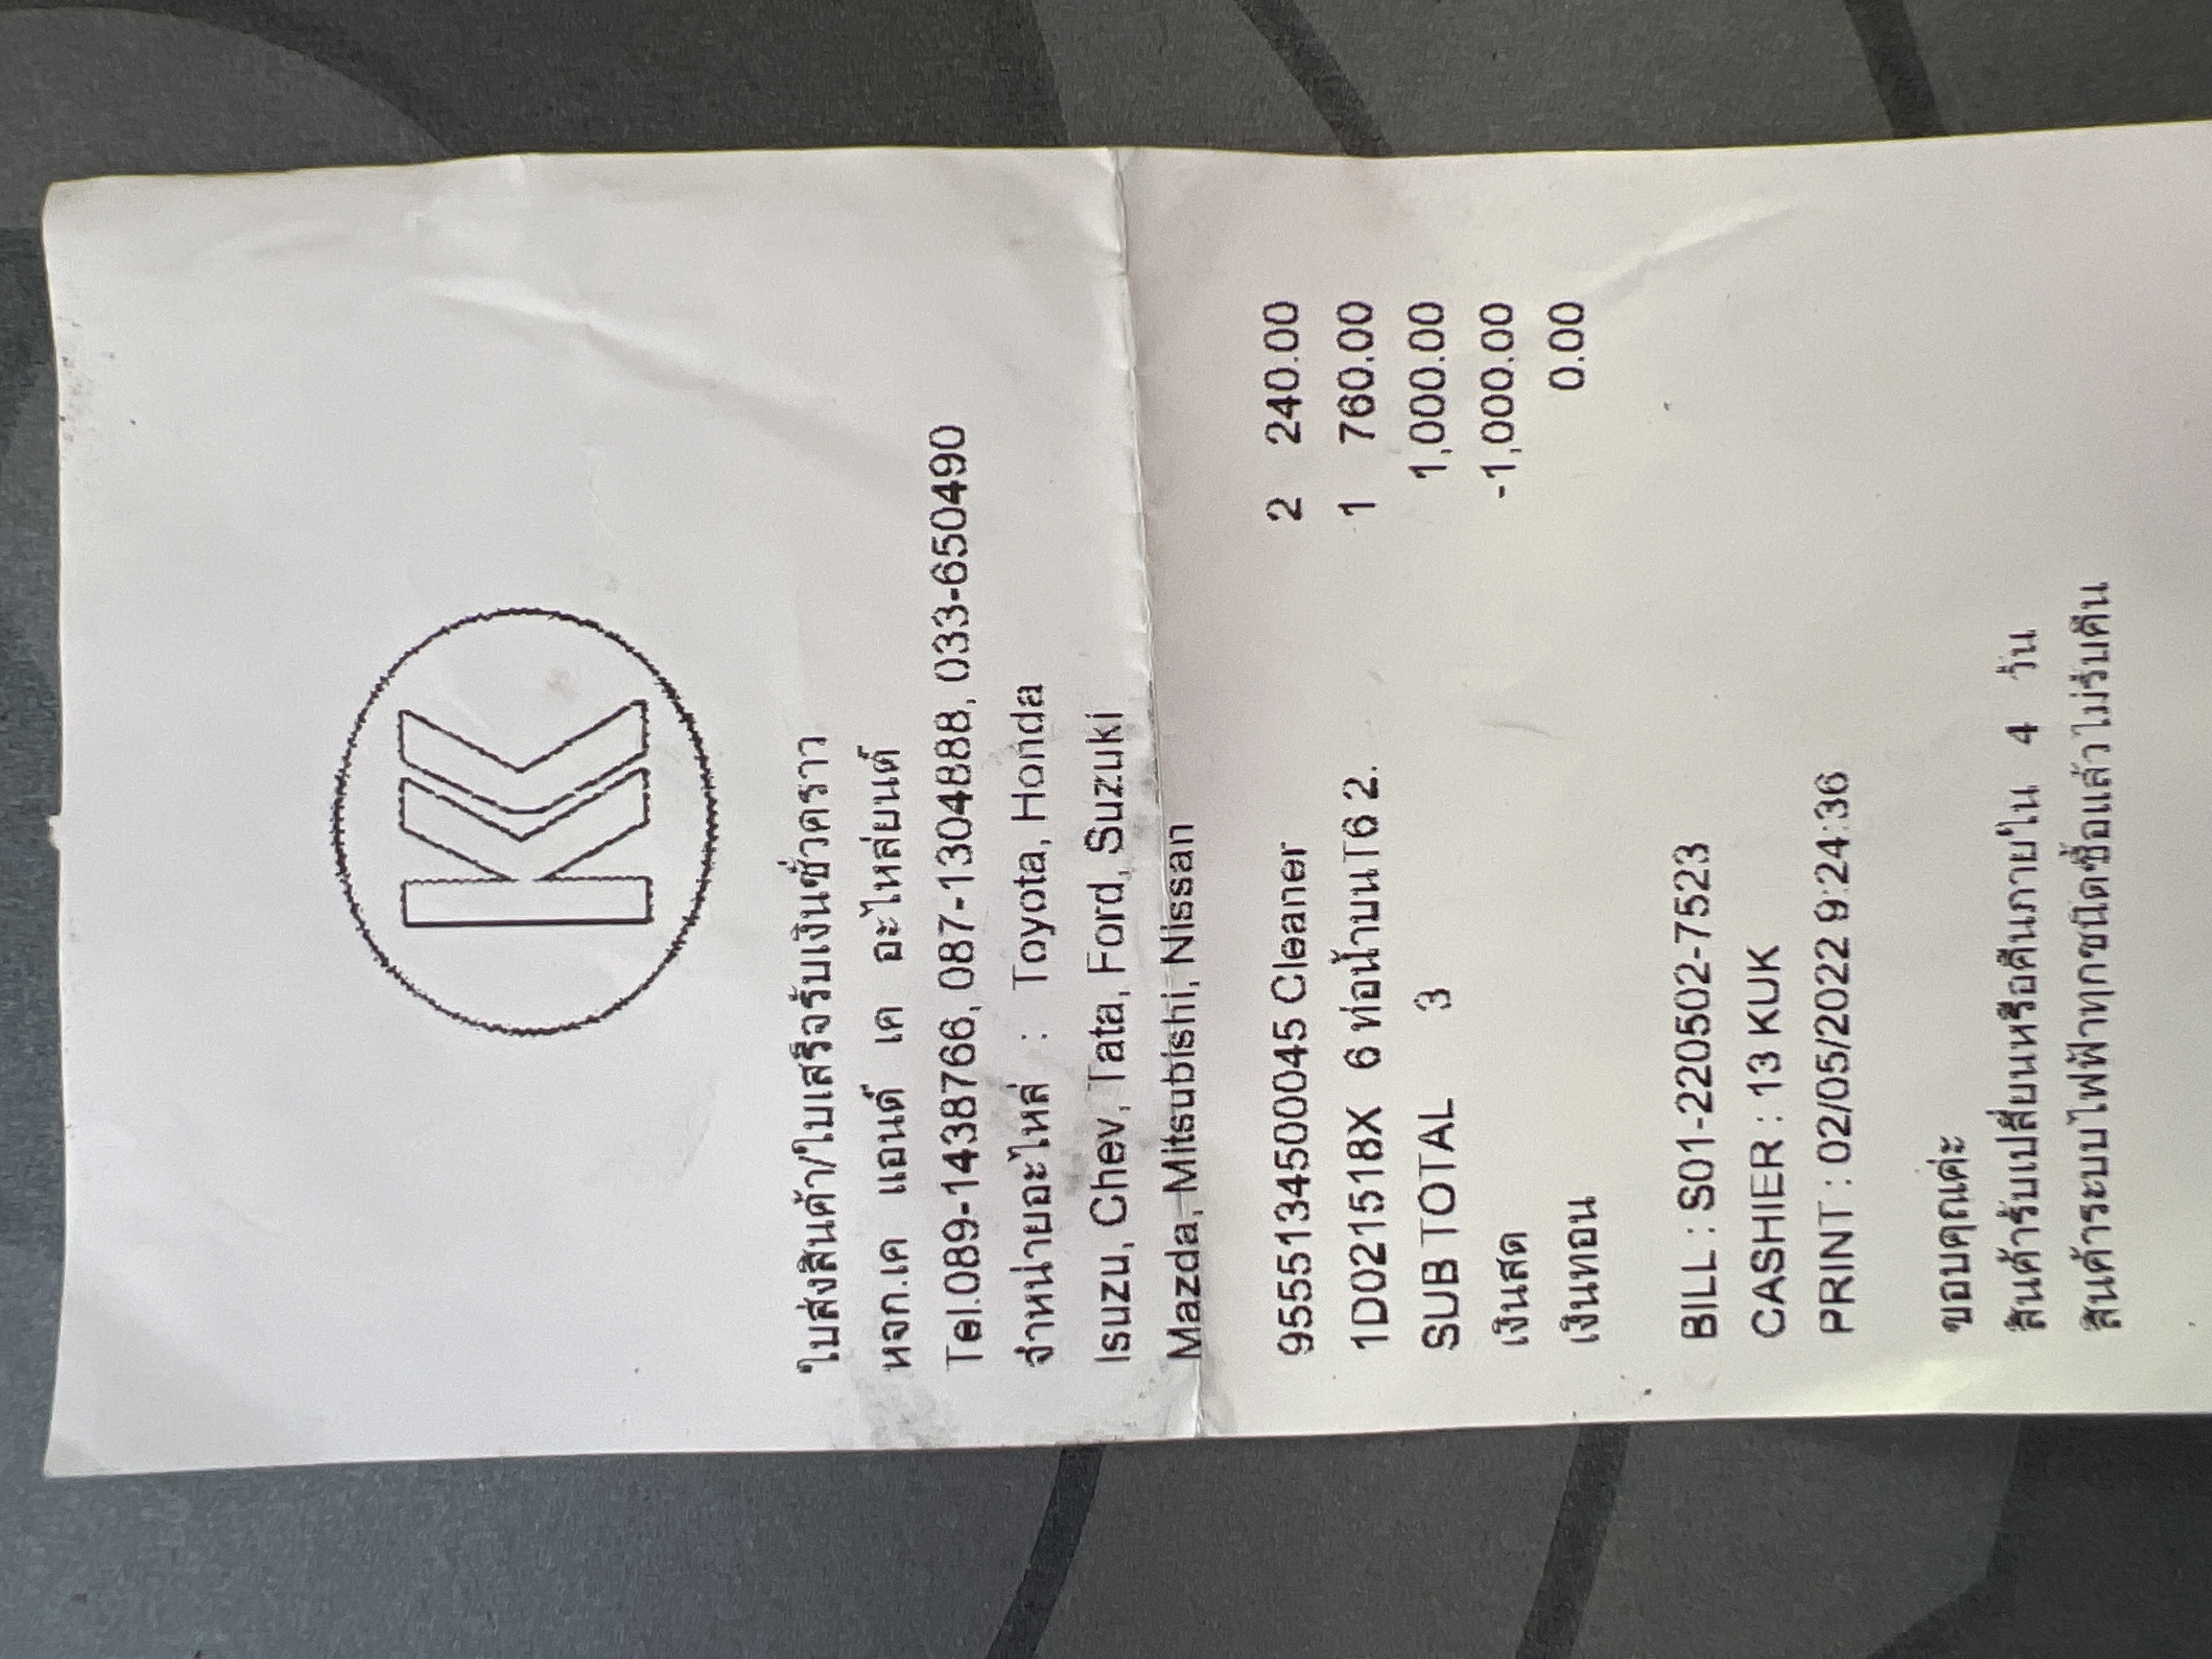 KK
ใบส่งสินค้า/ใบเสร็จรับเงินชั่วคราว
หจก.เค แอนด์ เค อะไหล่ยนต์
Tel.089-1438766, 087-1304888, 033-650490
จำหน่ายอะไหล่ : Toyota, Honda
Isuzu, Chev, Tata, Ford, Suzuki
Mazda, Mitsubishi, Nissan
9555134500045 Cleaner 2 240.00
1D021518X 6 ท่อน้ำบนT6 2. 1 760.00
SUB TOTAL 3 1,000.00
เงินสด -1,000.00
เงินทอน 0.00
BILL : S01-220502-7523
CASHIER : 13 KUK
PRINT : 02/05/2022 9:24:36
ขอบคุณค่ะ
สินค้ารับเปลี่ยนหรือคืนภายใน 4 วัน
สินค้าระบบไฟฟ้าทุกชนิดซื้อแล้วไม่รับคืน